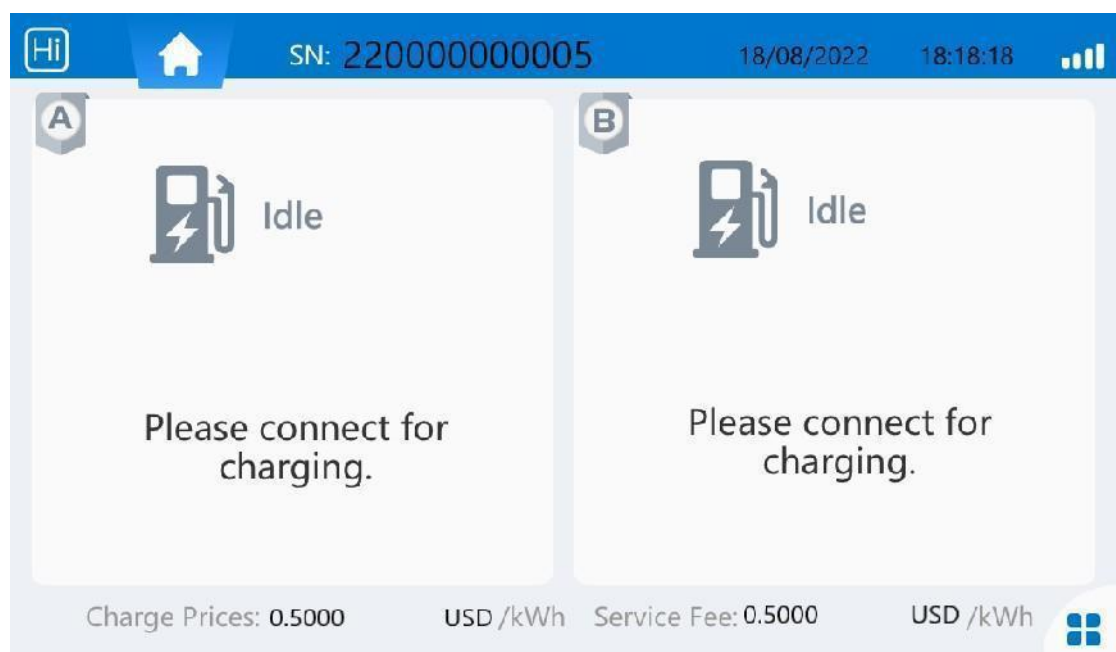 Hi SN: 220000000005 18/08/2022 18:18:18
A
Idle
Please connect for
charging.
B
Idle
Please connect for
charging.
Charge Prices: 0.5000 USD /kWh Service Fee: 0.5000 USD /kWh